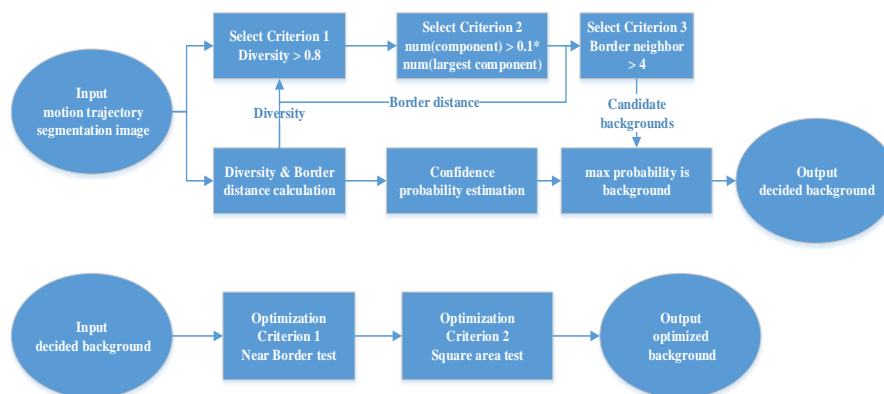 Input
motion trajectory
segmentation image
Select Criterion 1
Diversity > 0.8
Select Criterion 2
num(component) > 0.1*
num(largest component)
Select Criterion 3
Border neighbor
> 4
Diversity
Border distance
Candidate
backgrounds
Diversity & Border
distance calculation
Confidence
probability estimation
max probability is
background
Output
decided background
Input
decided background
Optimization
Criterion 1
Near Border test
Optimization
Criterion 2
Square area test
Output
optimized
background